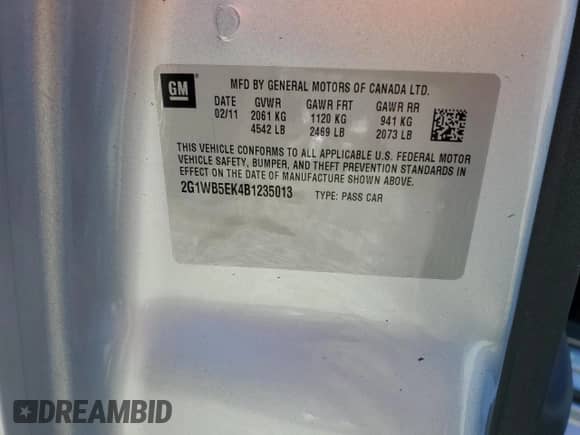 GM
MFD BY GENERAL MOTORS OF CANADA LTD.
DATE GVWR GAWR FRT GAWR RR
02/11 2061 KG 1120 KG 941 KG
4542 LB 2469 LB 2073 LB
THIS VEHICLE CONFORMS TO ALL APPLICABLE U.S. FEDERAL MOTOR
VEHICLE SAFETY, BUMPER, AND THEFT PREVENTION STANDARDS IN
EFFECT ON THE DATE OF MANUFACTURE SHOWN ABOVE.
2G1WB5EK4B1235013 TYPE: PASS CAR
DREAMBID